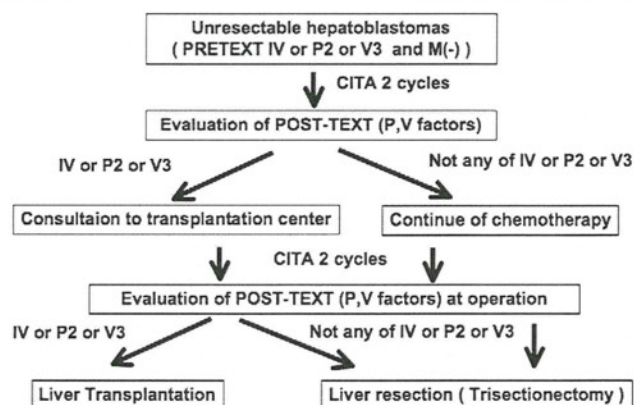 Unresectable hepatoblastomas
( PRETEXT IV or P2 or V3 and M(-) )
CITA 2 cycles
Evaluation of POST-TEXT (P,V factors)
IV or P2 or V3
Not any of IV or P2 or V3
Consultaion to transplantation center
Continue of chemotherapy
CITA 2 cycles
Evaluation of POST-TEXT (P,V factors) at operation
IV or P2 or V3
Not any of IV or P2 or V3
Liver Transplantation
Liver resection ( Trisectionectomy )